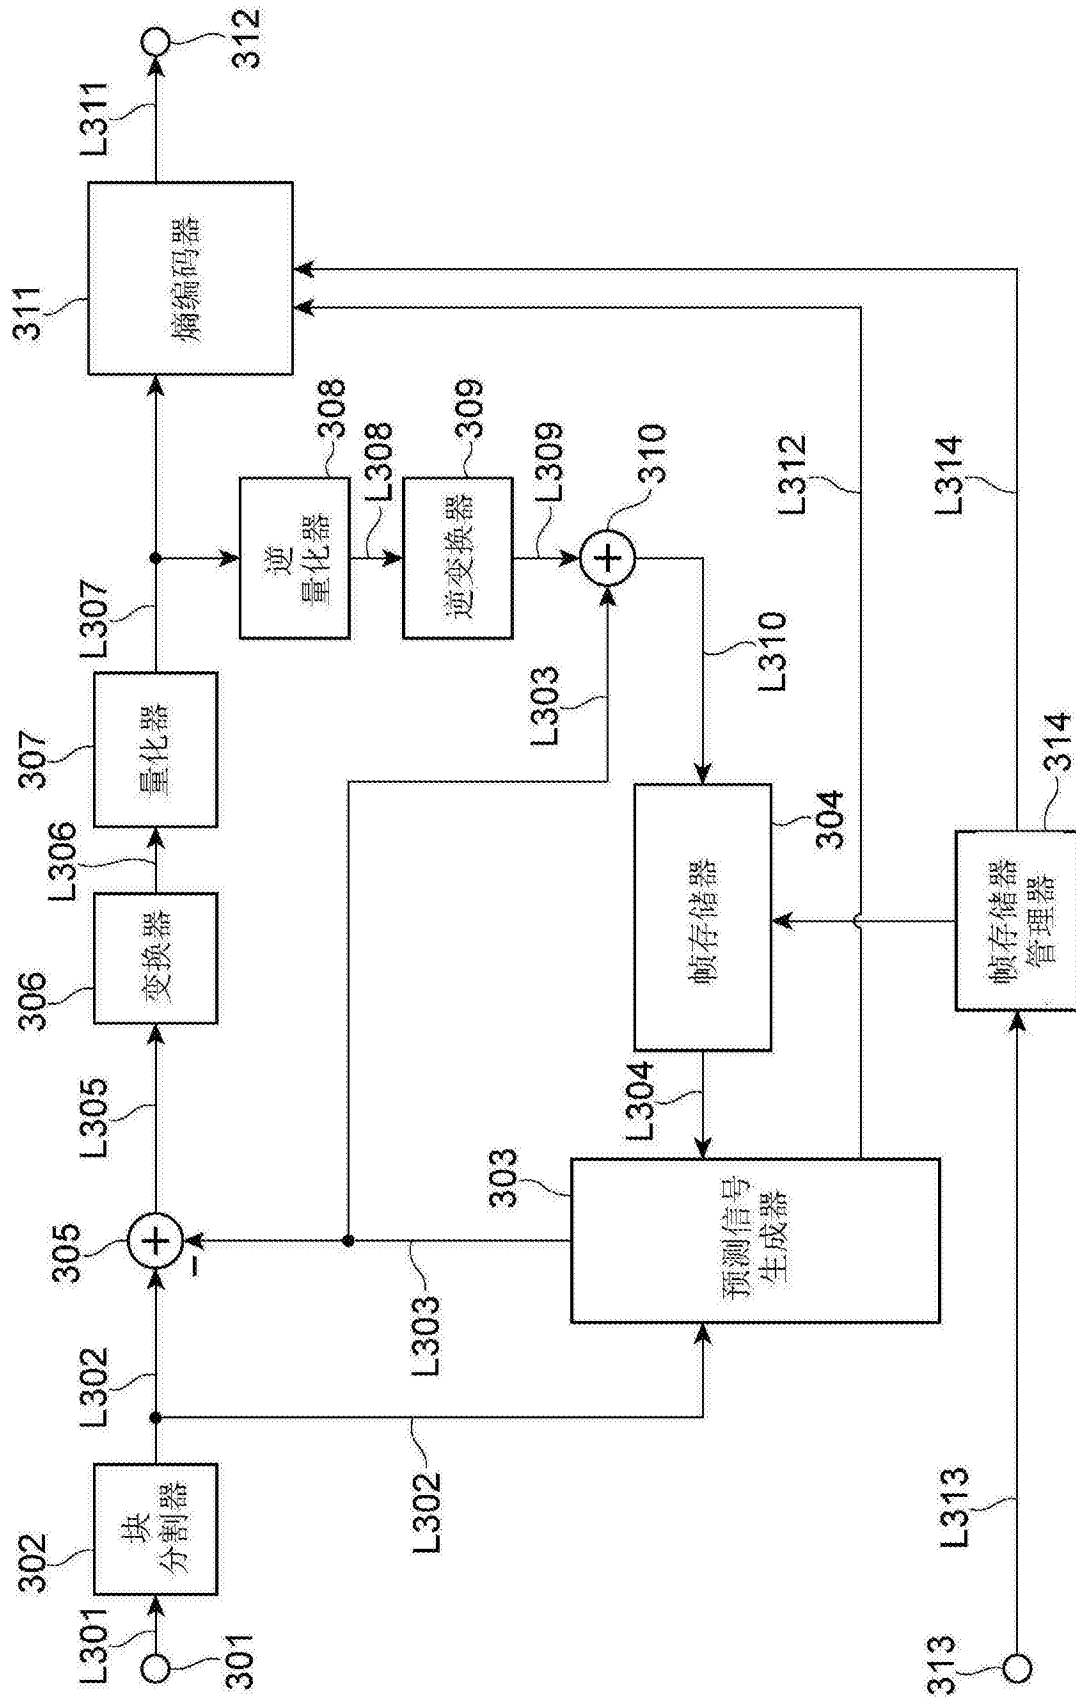 L301
301
302
块
分割器
L302
L302
305
−
L305
306
变换器
L306
307
量化器
L307
311
熵编码器
L311
312
308
逆
量化器
L308
309
逆变换器
L309
310
L303
L303
L310
303
预测信号
生成器
L304
304
帧存储器
L312
L314
314
帧存储器
管理器
L313
313